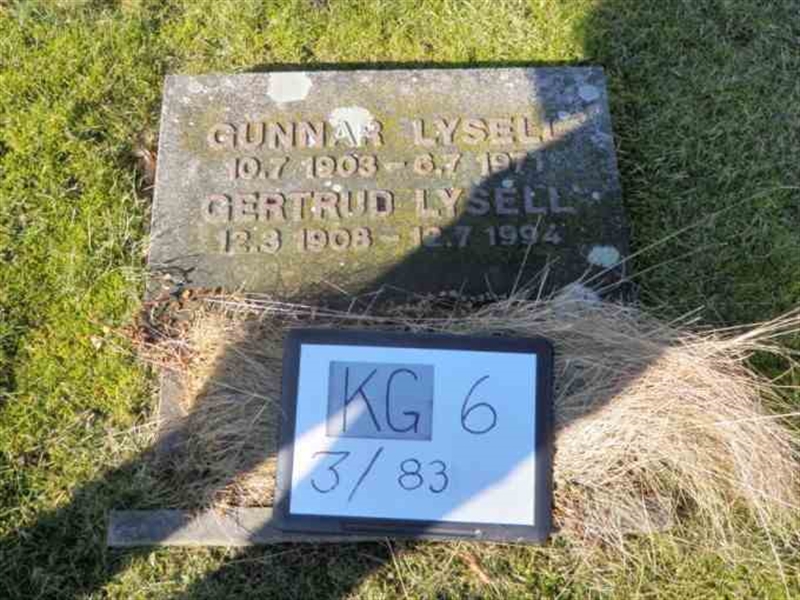 GUNNAR LYSELL
10.7 1903 - 6.7 1971
GERTRUD LYSELL
12.3 1908 - 12.7 1994
KG 6
3/83